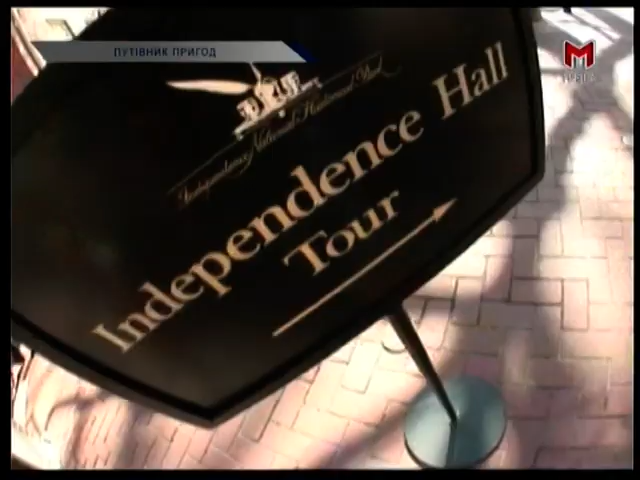 ПУТІВНИК ПРИГОД
М
Independence National Historical Park
Independence Hall
Tour